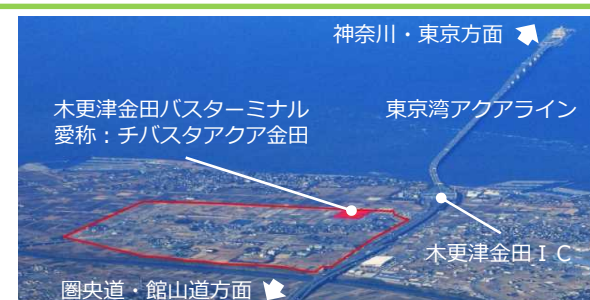 神奈川・東京方面
木更津金田バスターミナル
愛称：チバスタアクア金田
東京湾アクアライン
木更津金田ＩＣ
圏央道・館山道方面